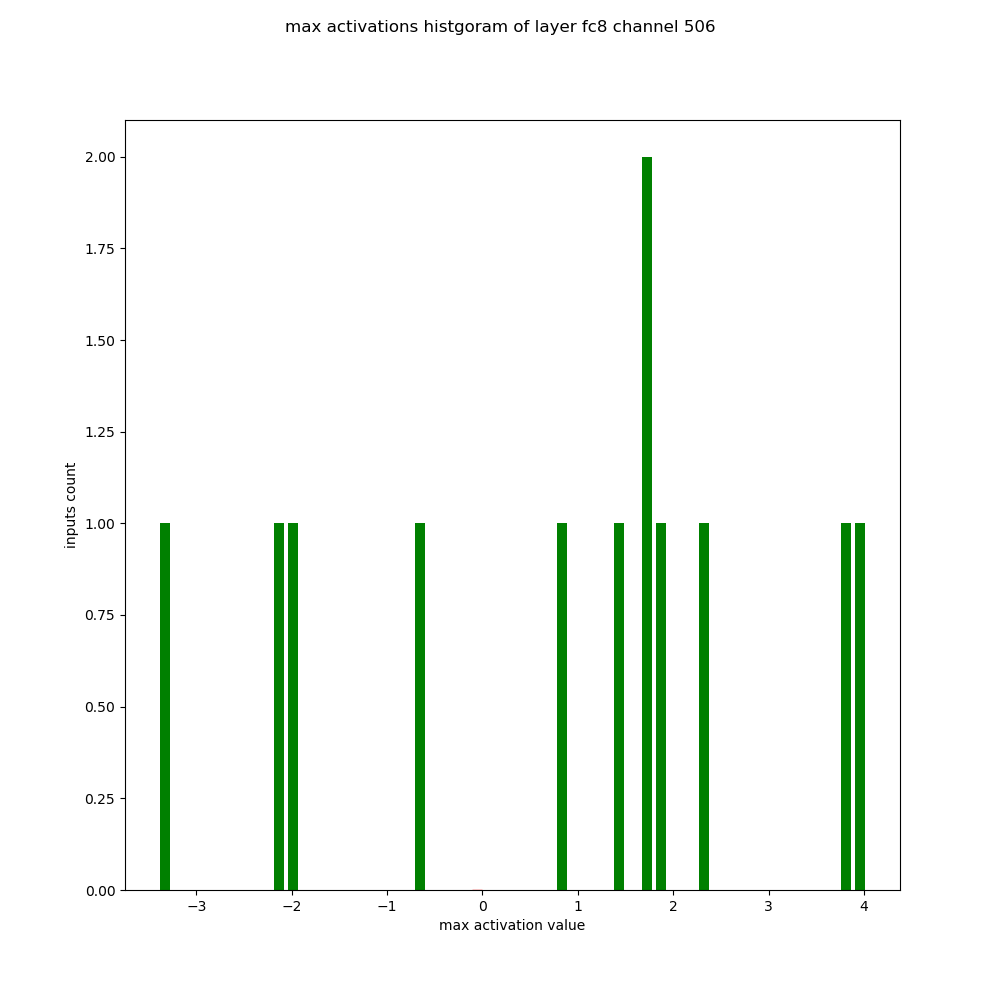 max activations histgoram of layer fc8 channel 506
2.00
1.75
1.50
1.25
1.00
0.75
0.50
0.25
0.00
inputs count
−3 −2 −1 0 1 2 3 4
max activation value